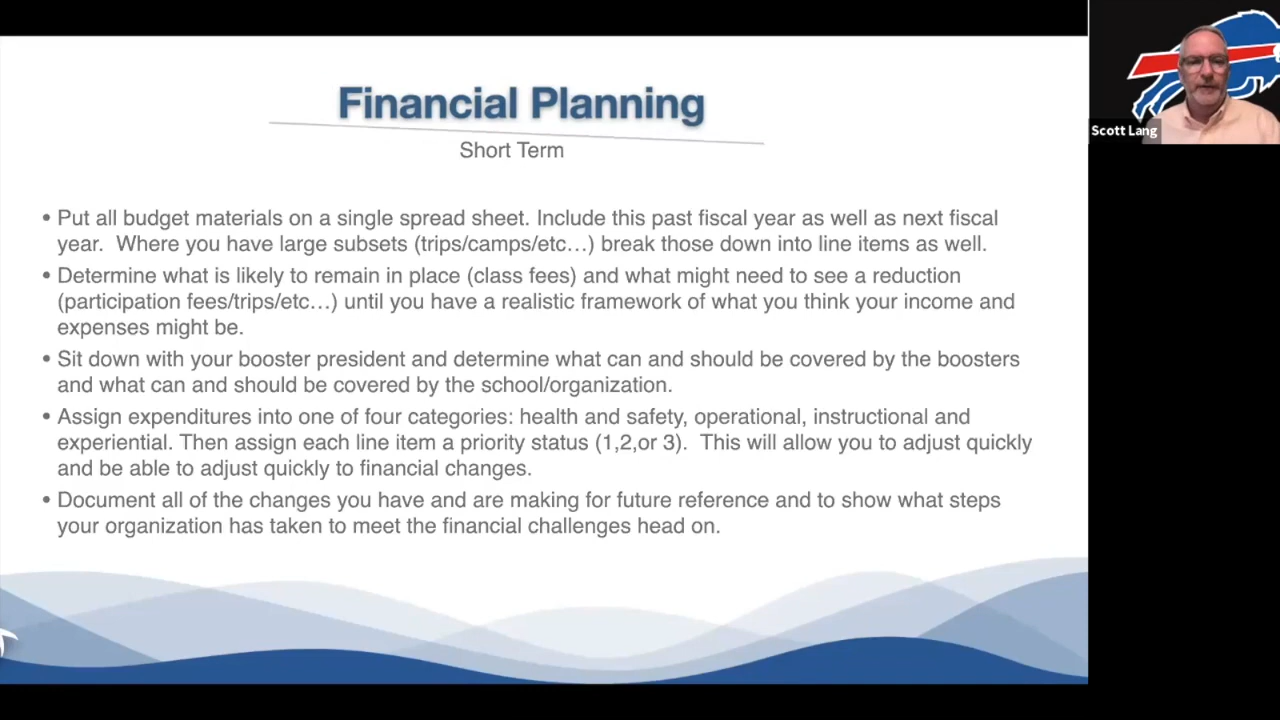 Financial Planning
Short Term
• Put all budget materials on a single spread sheet. Include this past fiscal year as well as next fiscal
year.  Where you have large subsets (trips/camps/etc…) break those down into line items as well.
• Determine what is likely to remain in place (class fees) and what might need to see a reduction
(participation fees/trips/etc…) until you have a realistic framework of what you think your income and
expenses might be.
• Sit down with your booster president and determine what can and should be covered by the boosters
and what can and should be covered by the school/organization.
• Assign expenditures into one of four categories: health and safety, operational, instructional and
experiential. Then assign each line item a priority status (1,2,or 3).  This will allow you to adjust quickly
and be able to adjust quickly to financial changes.
• Document all of the changes you have and are making for future reference and to show what steps
your organization has taken to meet the financial challenges head on.
Scott Lang